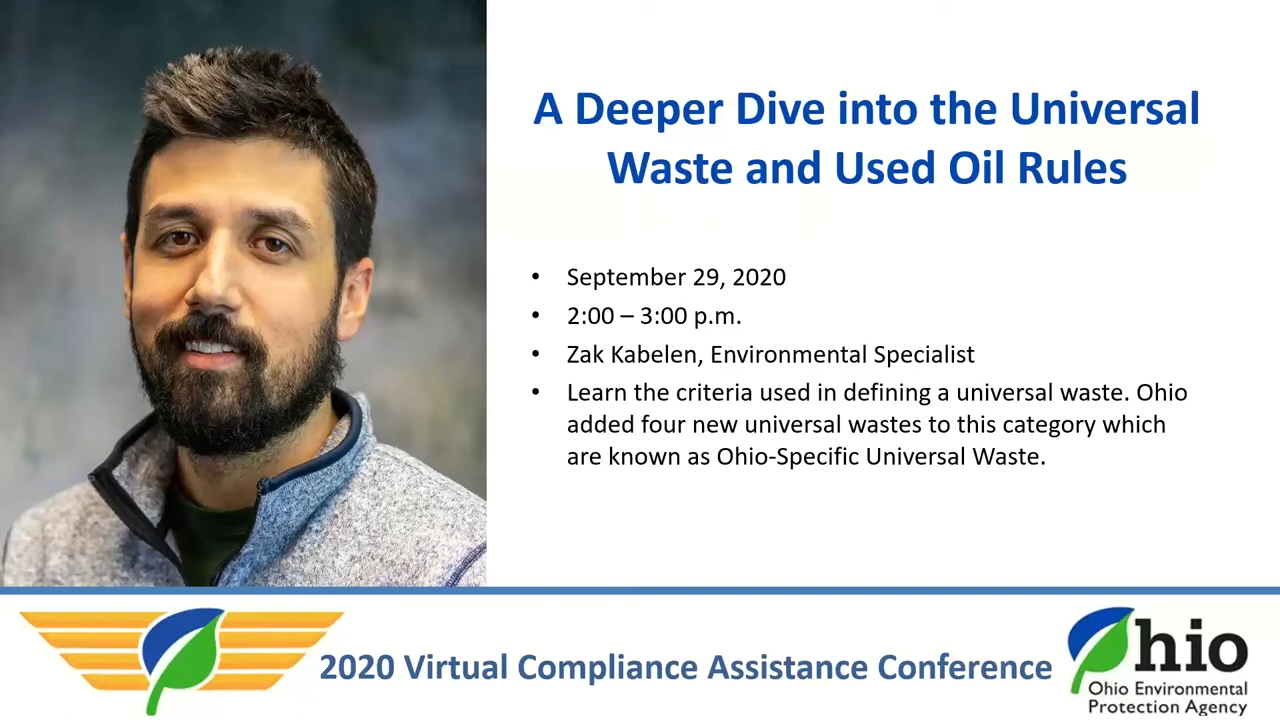 A Deeper Dive into the Universal
Waste and Used Oil Rules
• September 29, 2020
• 2:00 – 3:00 p.m.
• Zak Kabelen, Environmental Specialist
• Learn the criteria used in defining a universal waste. Ohio
added four new universal wastes to this category which
are known as Ohio-Specific Universal Waste.
2020 Virtual Compliance Assistance Conference
Ohio
Ohio Environmental
Protection Agency